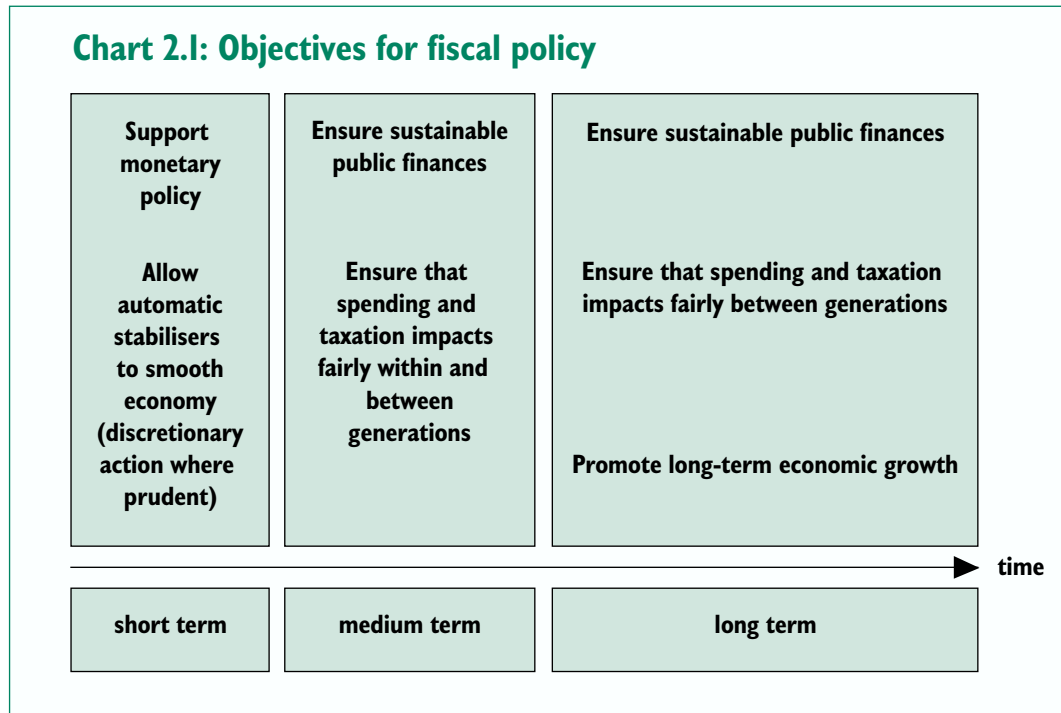 Chart 2.1: Objectives for fiscal policy
Support
monetary
policy
Allow
automatic
stabilisers
to smooth
economy
(discretionary
action where
prudent)
Ensure sustainable
public finances
Ensure that
spending and
taxation impacts
fairly within and
between
generations
Ensure sustainable public finances
Ensure that spending and taxation
impacts fairly between generations
Promote long-term economic growth
time
short term
medium term
long term